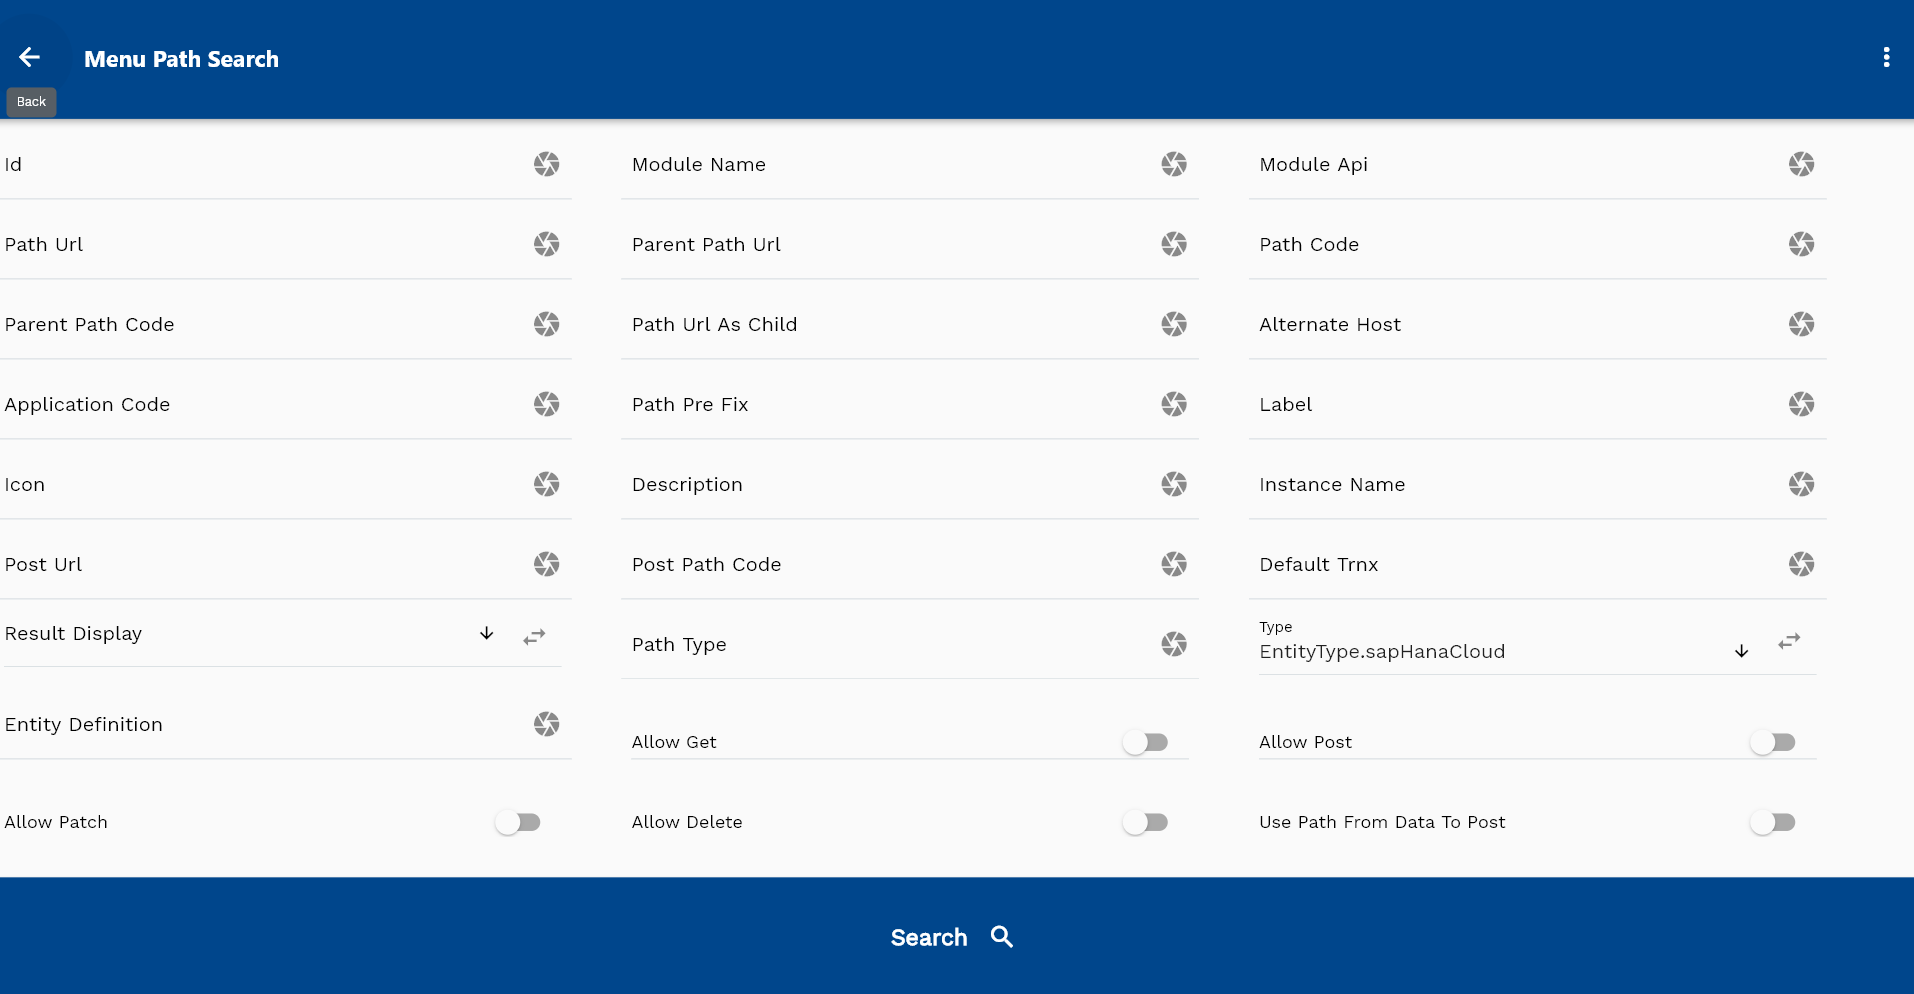 Menu Path Search
Back
Id
Module Name
Module Api
Path Url
Parent Path Url
Path Code
Parent Path Code
Path Url As Child
Alternate Host
Application Code
Path Pre Fix
Label
Icon
Description
Instance Name
Post Url
Post Path Code
Default Trnx
Result Display
Path Type
Type
EntityType.sapHanaCloud
Entity Definition
Allow Get
Allow Post
Allow Patch
Allow Delete
Use Path From Data To Post
Search